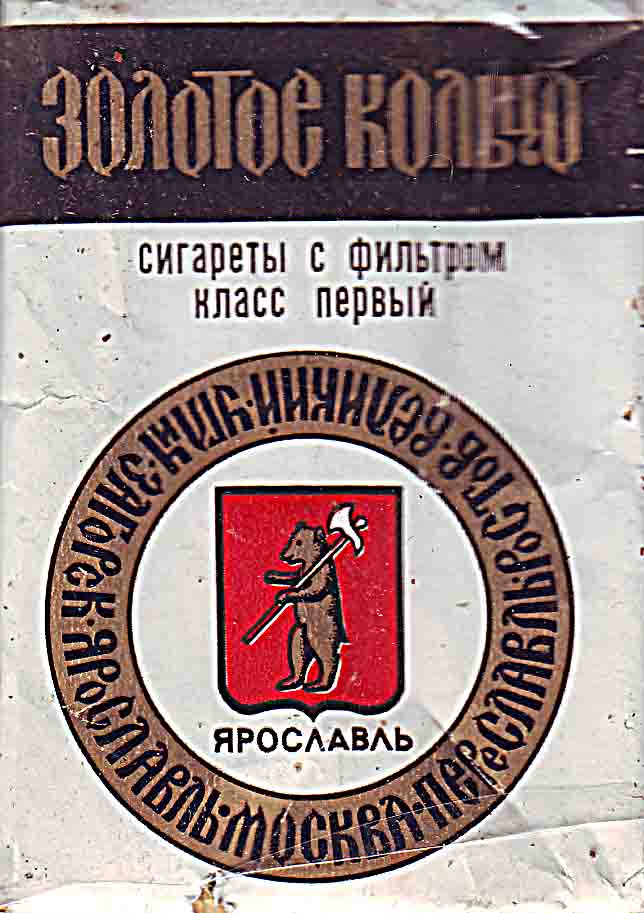 ЗОЛОТОЕ КОЛЬЦО
сигареты с фильтром
класс первый
ЗАГОРСК·ЯРОСЛАВЛЬ·МОСКВА·ПЕРЕСЛАВЛЬ·РОСТОВ·ВЕЛИКИЙ·УГЛИЧ·
ЯРОСЛАВЛЬ